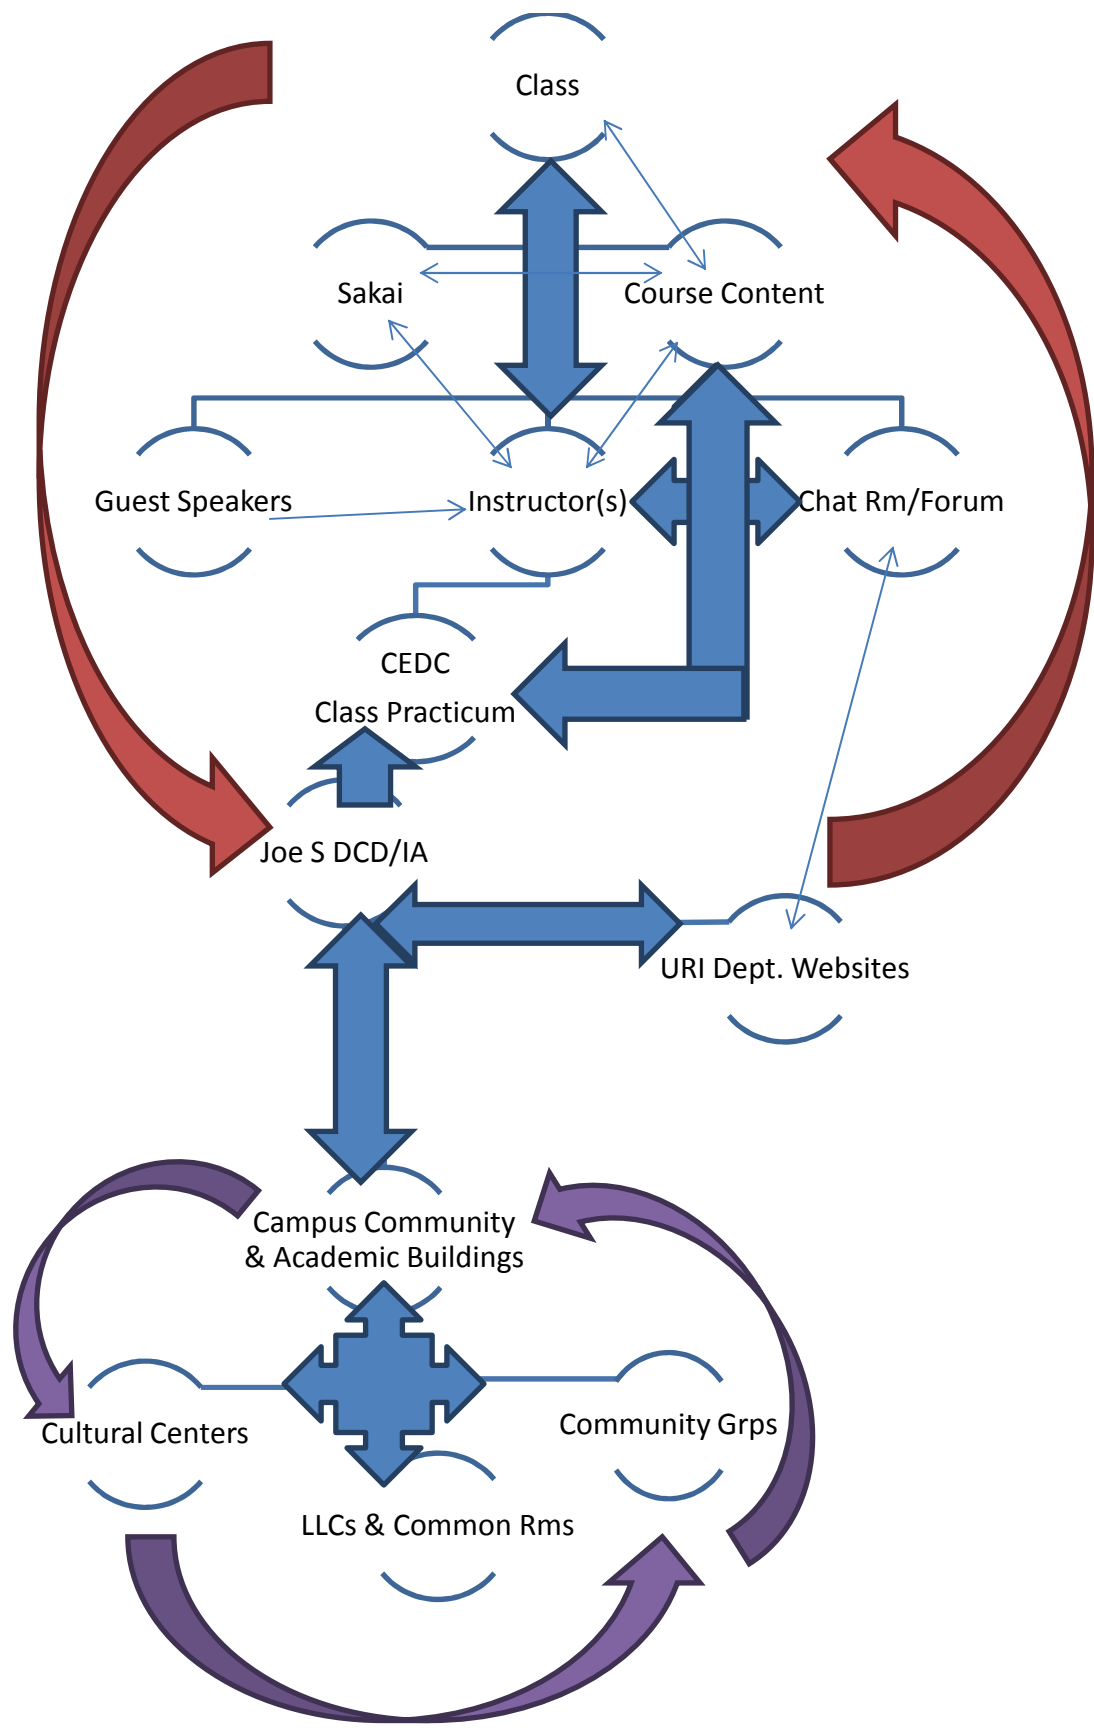 Class
Sakai
Course Content
Guest Speakers
Instructor(s)
Chat Rm/Forum
CEDC
Class Practicum
Joe S DCD/IA
URI Dept. Websites
Campus Community
& Academic Buildings
Cultural Centers
Community Grps
LLCs & Common Rms